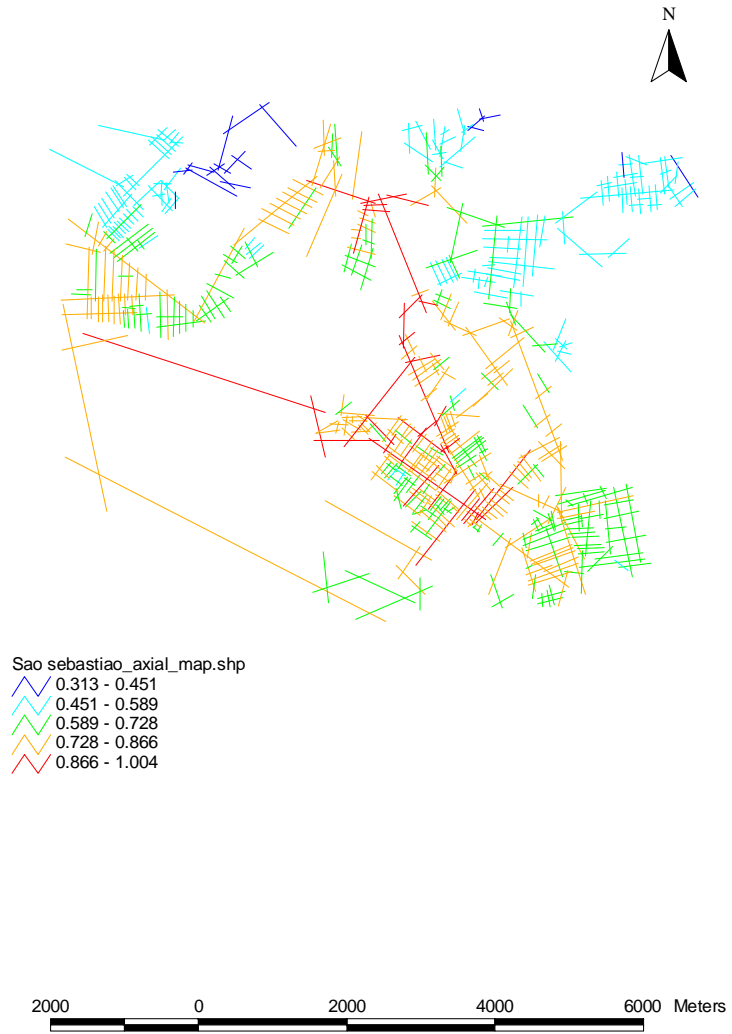 N
Sao sebastiao_axial_map.shp
0.313 - 0.451
0.451 - 0.589
0.589 - 0.728
0.728 - 0.866
0.866 - 1.004
2000 0 2000 4000 6000 Meters